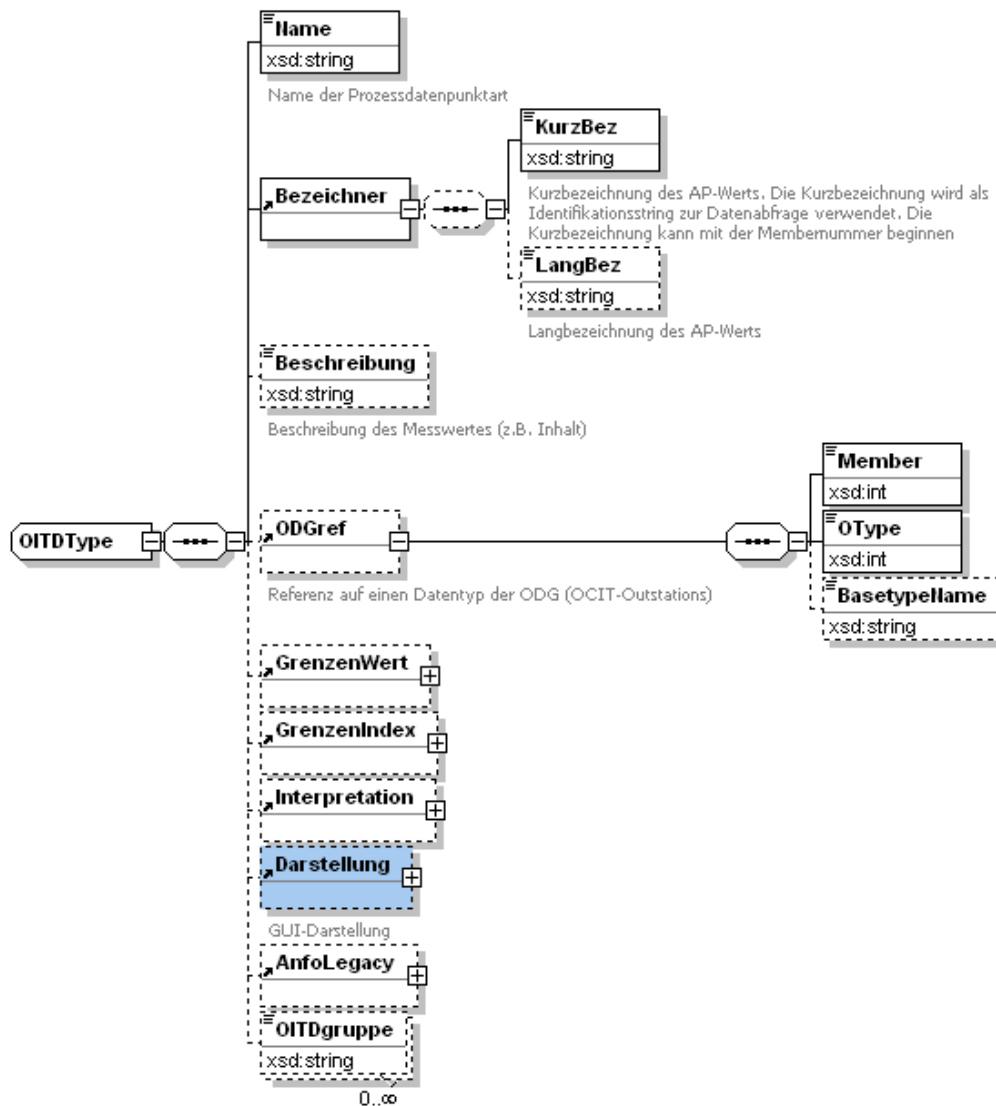 Name
xsd:string
Name der Prozessdatenpunktart
KurzBez
xsd:string
Kurzbezeichnung des AP-Werts. Die Kurzbezeichnung wird als
Identifikationsstring zur Datenabfrage verwendet. Die
Kurzbezeichnung kann mit der Membernummer beginnen
Bezeichner
LangBez
xsd:string
Langbezeichnung des AP-Werts
Beschreibung
xsd:string
Beschreibung des Messwertes (z.B. Inhalt)
Member
xsd:int
OITDType
ODGref
OType
xsd:int
Referenz auf einen Datentyp der ODG (OCIT-Outstations)
BasetypeName
xsd:string
GrenzenWert
GrenzenIndex
Interpretation
Darstellung
GUI-Darstellung
AnfoLegacy
OITDgruppe
xsd:string
0..∞